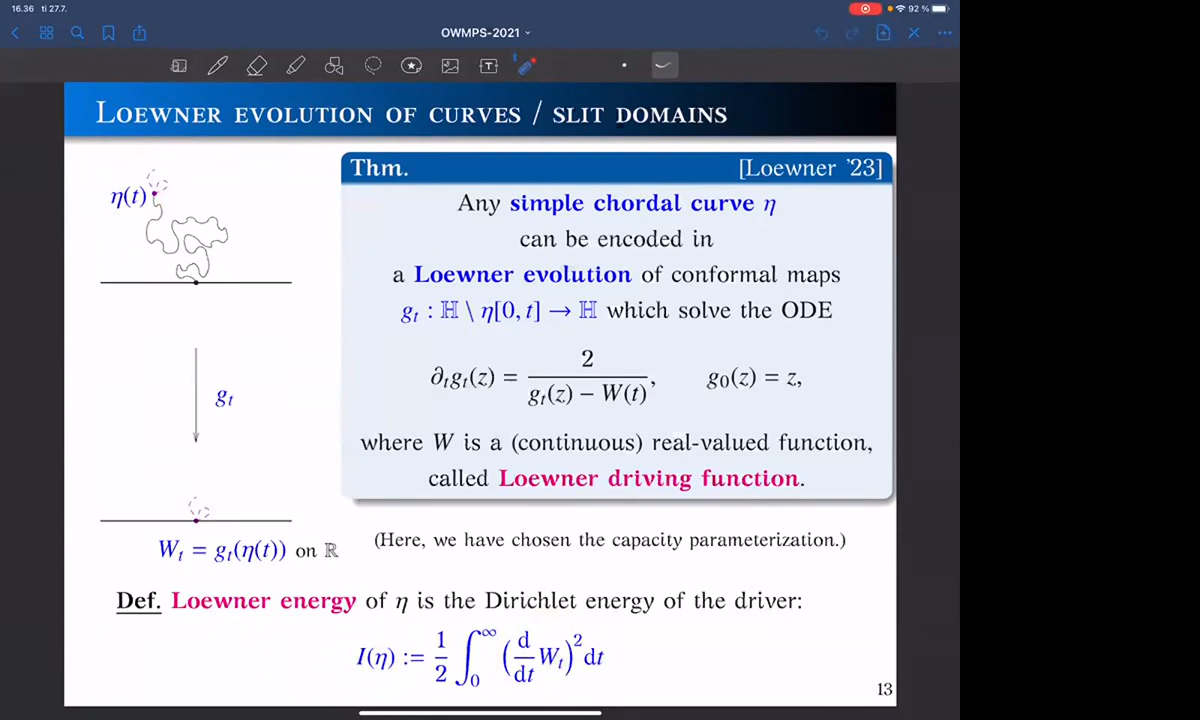 16.36 ti 27.7.
92 %
OWMPS-2021
Loewner evolution of curves / slit domains
Thm. [Loewner '23]
Any simple chordal curve η
can be encoded in
a Loewner evolution of conformal maps
g_t : ℍ \ η[0, t] → ℍ which solve the ODE
∂_t g_t(z) = 2 / (g_t(z) − W(t)), g_0(z) = z,
where W is a (continuous) real-valued function,
called Loewner driving function.
η(t)
g_t
W_t = g_t(η(t)) on ℝ
(Here, we have chosen the capacity parameterization.)
Def. Loewner energy of η is the Dirichlet energy of the driver:
I(η) := 1/2 ∫_0^∞ (d/dt W_t)^2 dt
13